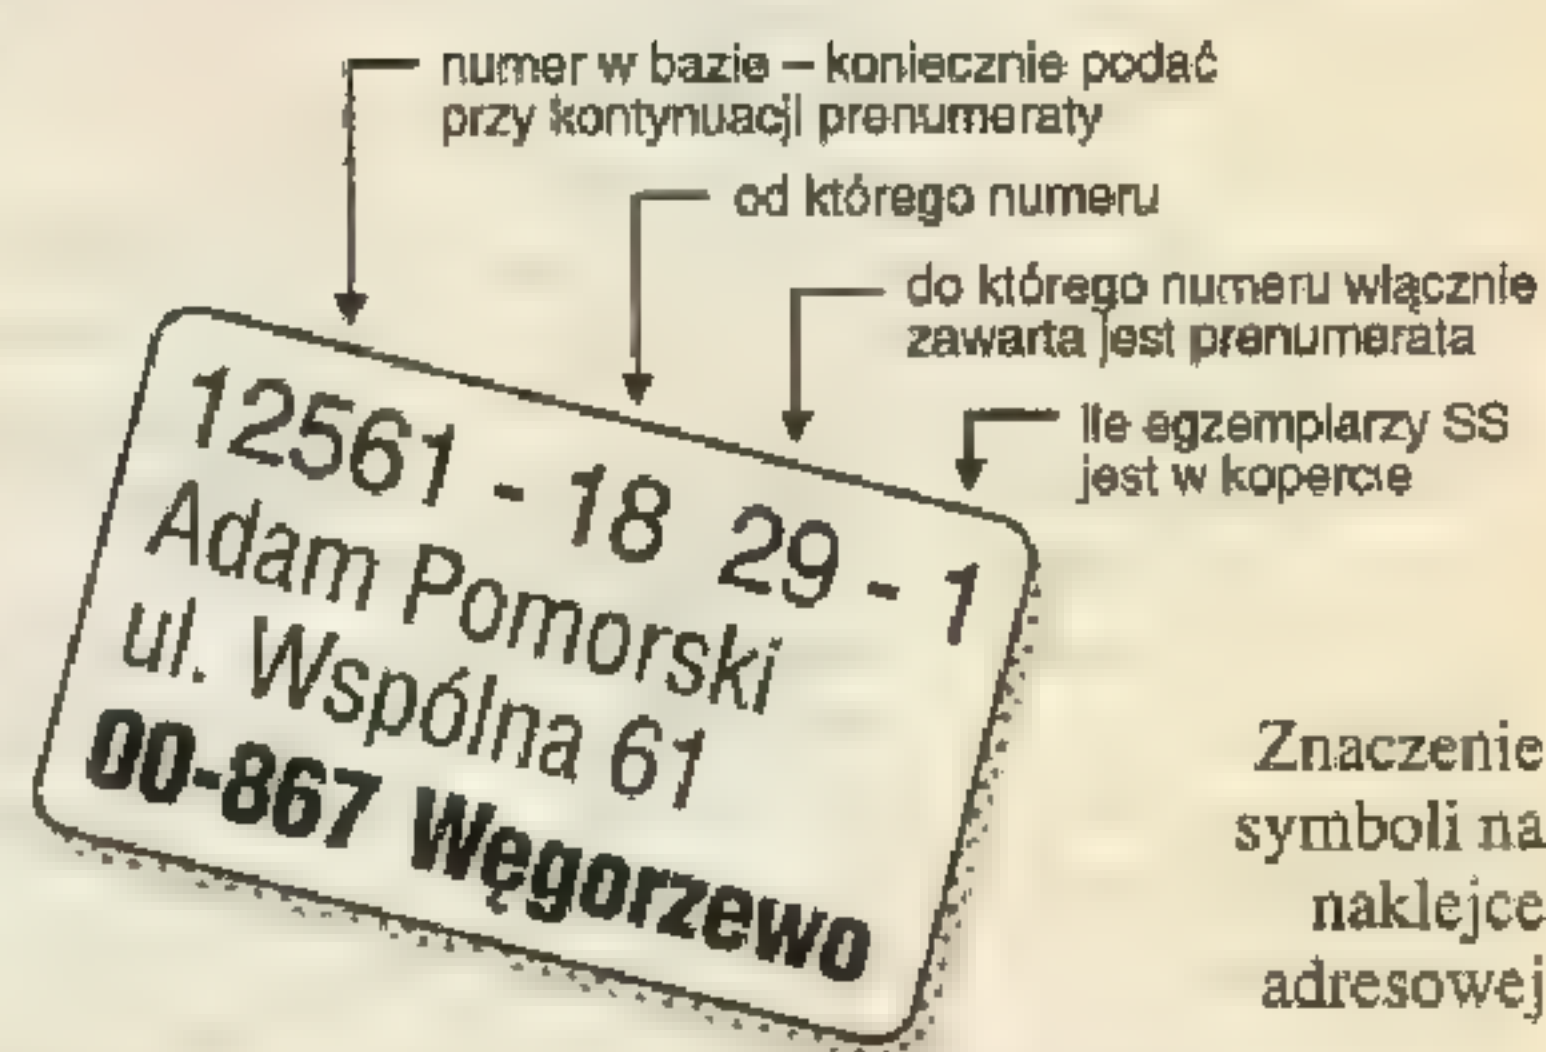 numer w bazie – koniecznie podać
przy kontynuacji prenumeraty
od którego numeru
do którego numeru włącznie
zawarta jest prenumerata
ile egzemplarzy SS
jest w kopercie
12561 - 18 29 - 1
Adam Pomorski
ul. Wspólna 61
00-867 Węgorzewo
Znaczenie
symboli na
naklejce
adresowej